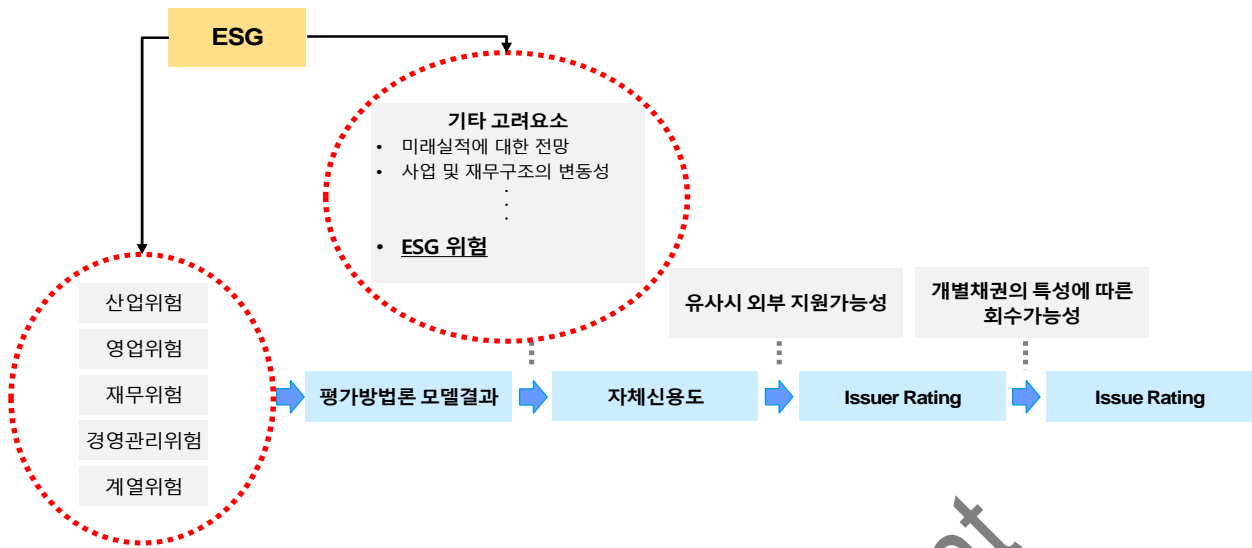 ESG
기타 고려요소
• 미래실적에 대한 전망
• 사업 및 재무구조의 변동성
• ESG 위험
산업위험
영업위험
재무위험
경영관리위험
계열위험
유사시 외부 지원가능성
개별채권의 특성에 따른
회수가능성
평가방법론 모델결과
자체신용도
Issuer Rating
Issue Rating